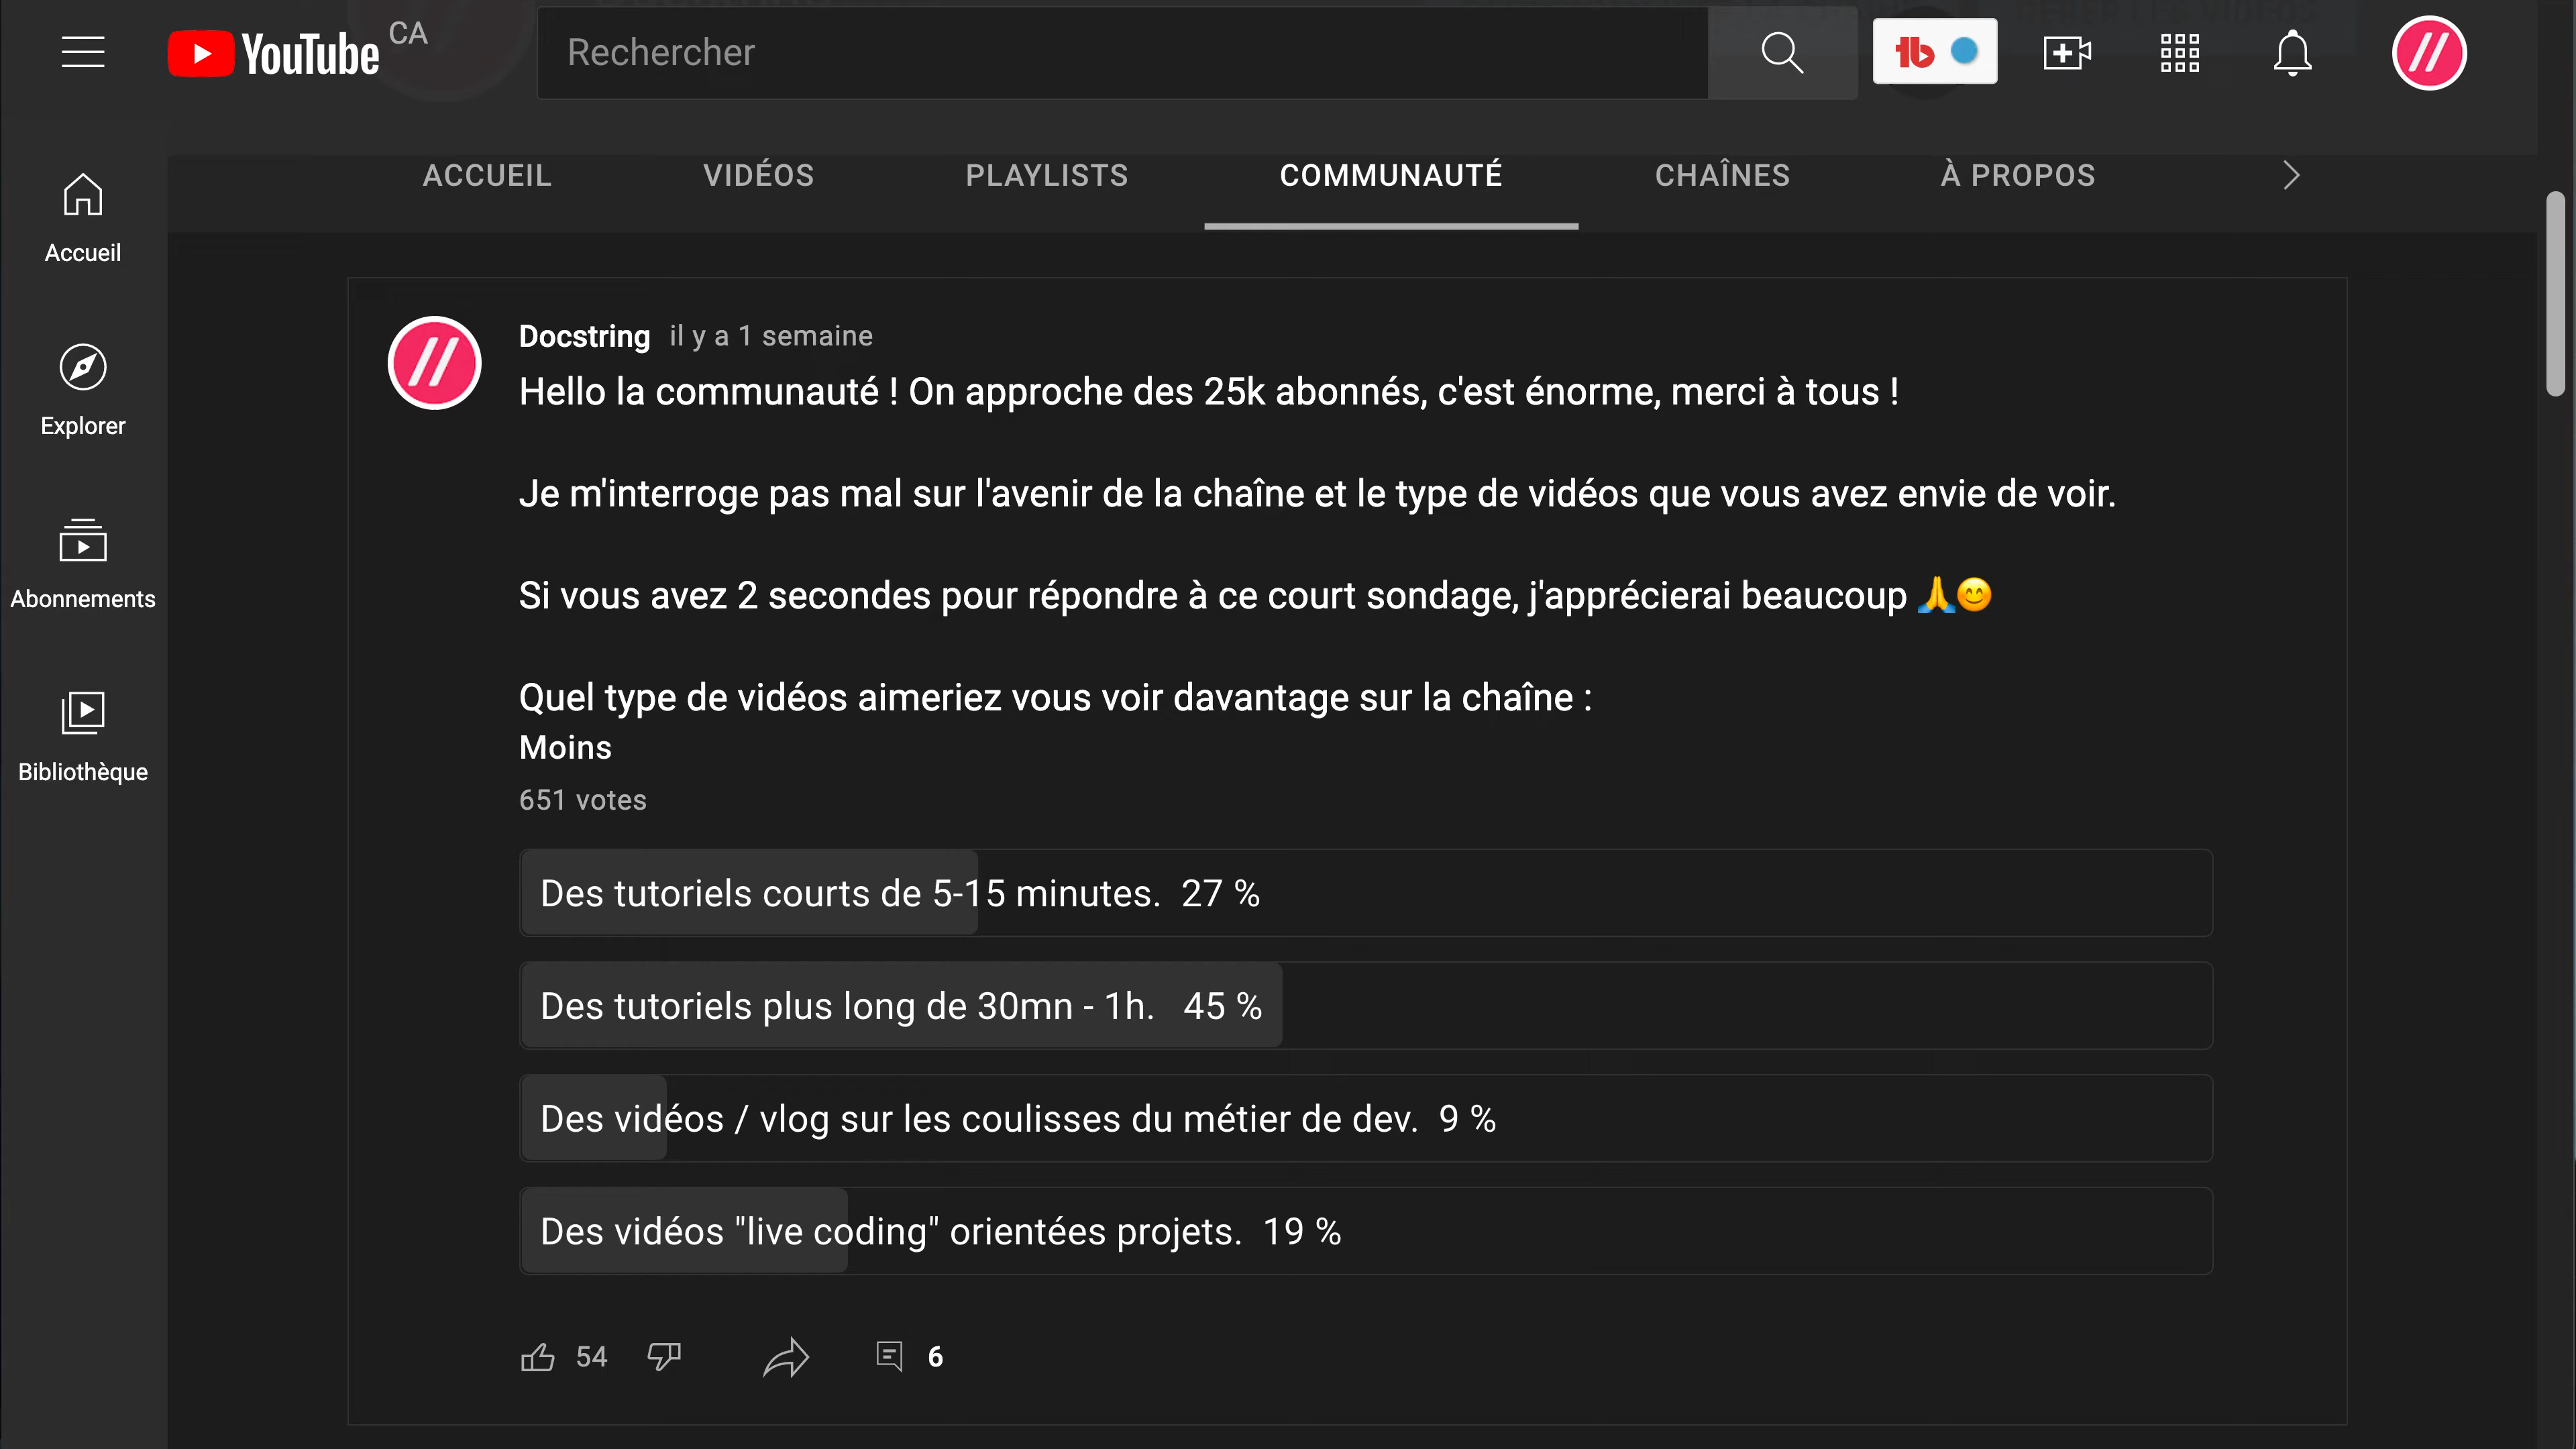 YouTube CA
Rechercher
ACCUEIL
VIDÉOS
PLAYLISTS
COMMUNAUTÉ
CHAÎNES
À PROPOS
Accueil
Explorer
Abonnements
Bibliothèque
Docstring il y a 1 semaine
Hello la communauté ! On approche des 25k abonnés, c'est énorme, merci à tous !
Je m'interroge pas mal sur l'avenir de la chaîne et le type de vidéos que vous avez envie de voir.
Si vous avez 2 secondes pour répondre à ce court sondage, j'apprécierai beaucoup 🙏😊
Quel type de vidéos aimeriez vous voir davantage sur la chaîne :
Moins
651 votes
Des tutoriels courts de 5-15 minutes. 27 %
Des tutoriels plus long de 30mn - 1h. 45 %
Des vidéos / vlog sur les coulisses du métier de dev. 9 %
Des vidéos "live coding" orientées projets. 19 %
54
6